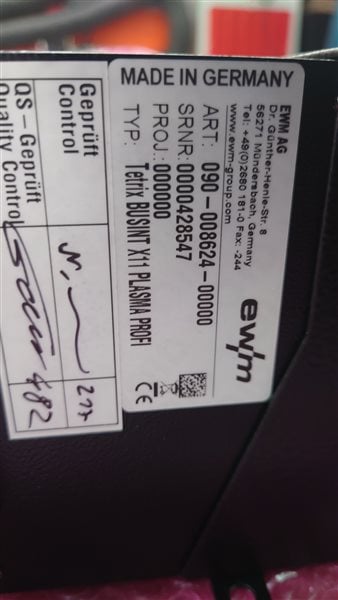 MADE IN GERMANY
EWM AG
Dr. Günther-Henle-Str. 8
56271 Mündersbach, Germany
Tel: +49(0)2680 181-0 Fax: -244
www.ewm-group.com
ewm
ART: 090-008624-00000
SRNR: 0000428547
PROJ.: 000000
TYP: Tetrix BUSINT X11 PLASMA PROFI
CE
Geprüft
Control
QS - Geprüft
Quality Control
482